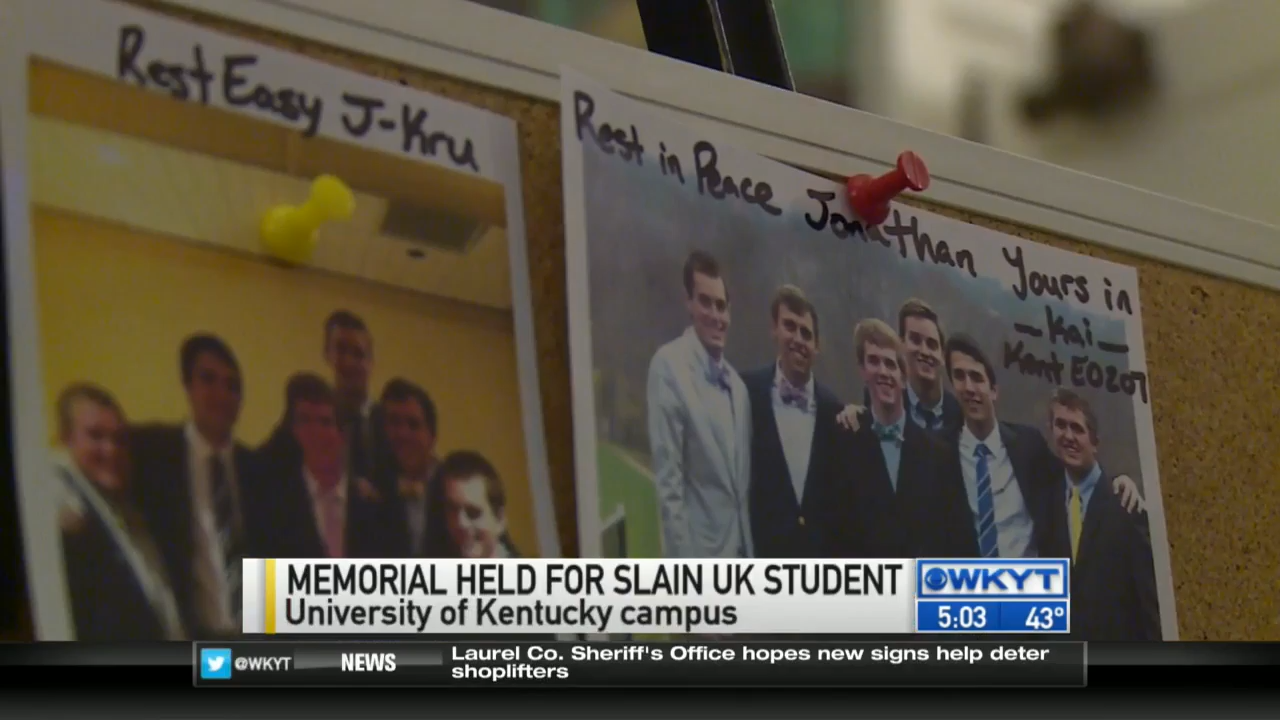 Rest Easy J-Kru
Rest in Peace Jonathan Yours in
-Kai-
Kent EO207
MEMORIAL HELD FOR SLAIN UK STUDENT
University of Kentucky campus
WKYT
5:03 43°
@WKYT NEWS Laurel Co. Sheriff's Office hopes new signs help deter
shoplifters